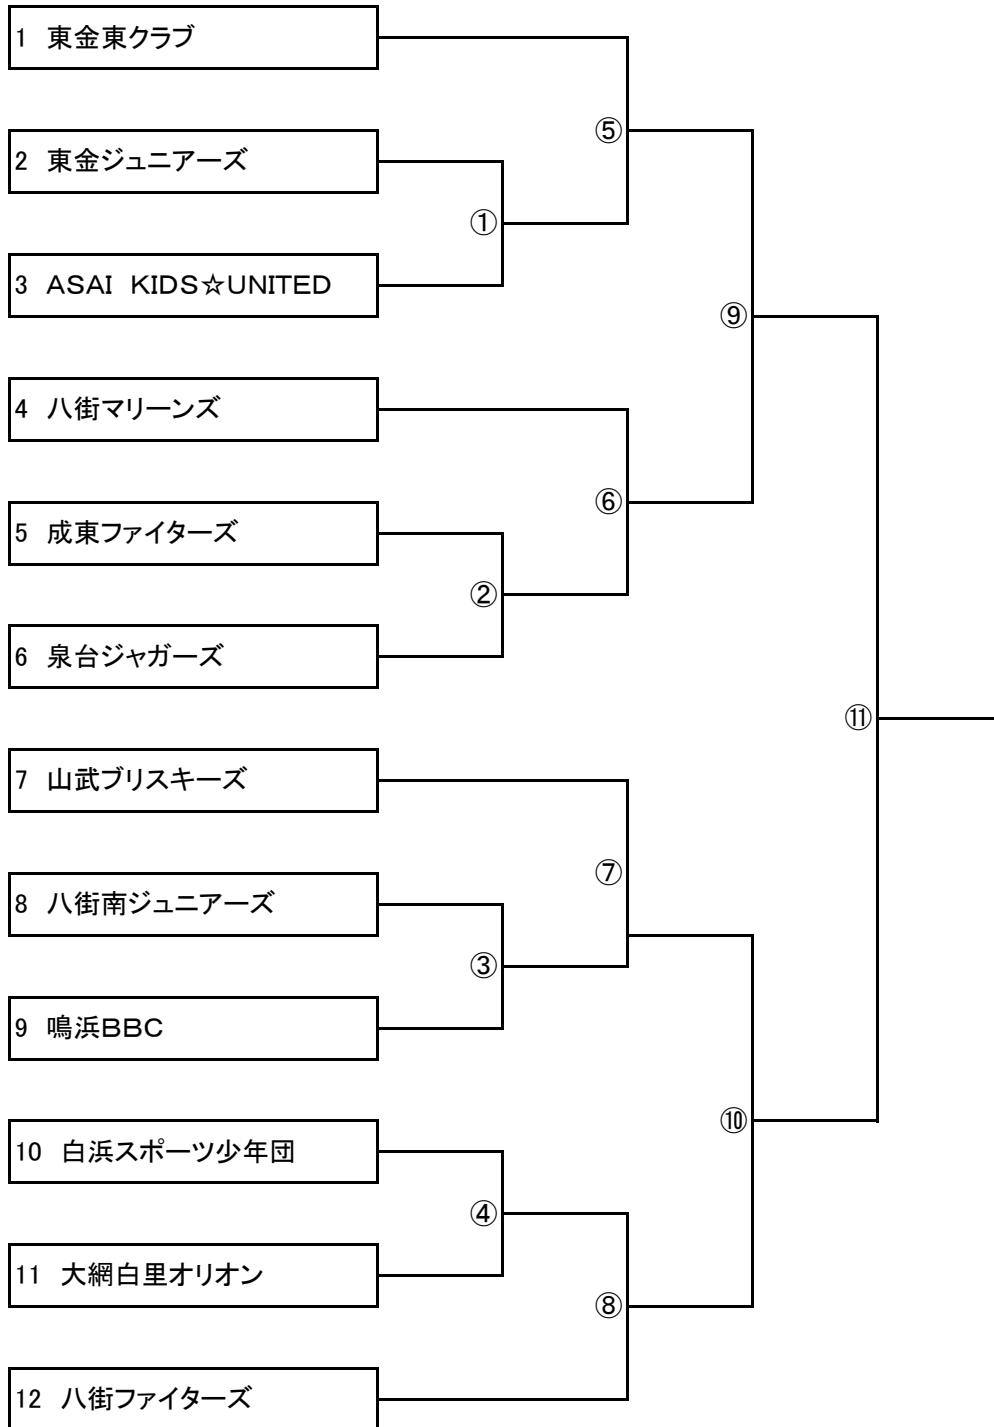 1 東金東クラブ
⑤
2 東金ジュニアーズ
①
3 ASAI KIDS☆UNITED
⑨
4 八街マリーンズ
⑥
5 成東ファイターズ
②
6 泉台ジャガーズ
⑪
7 山武ブリスキーズ
⑦
8 八街南ジュニアーズ
③
9 鳴浜BBC
⑩
10 白浜スポーツ少年団
④
11 大網白里オリオン
⑧
12 八街ファイターズ